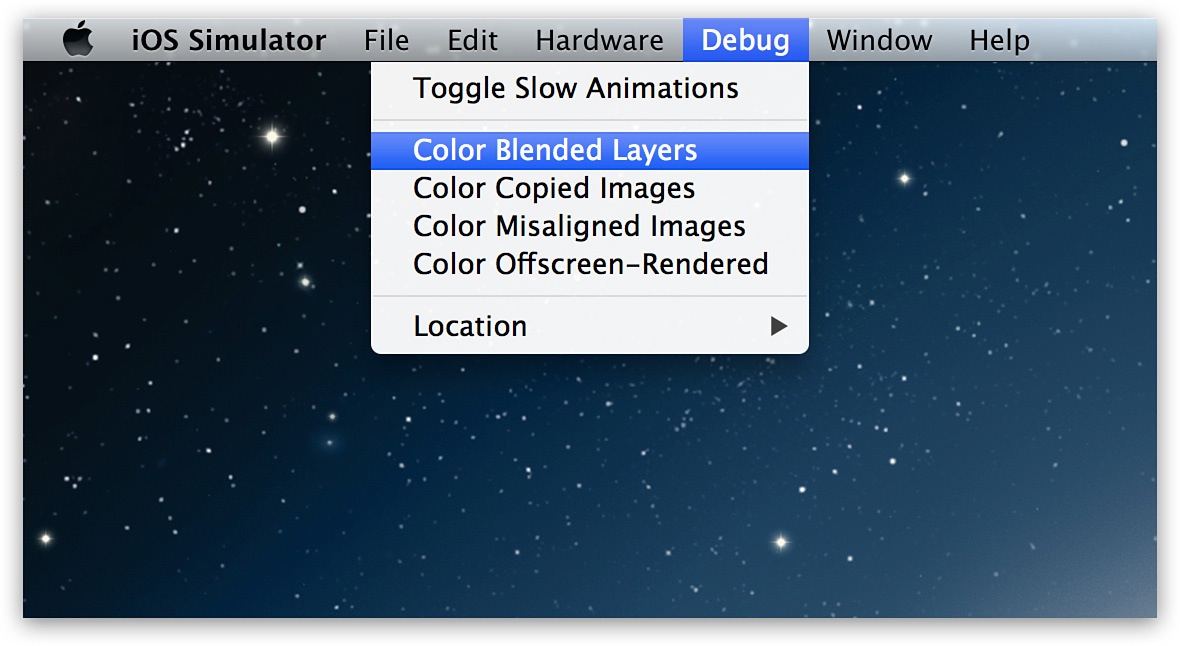 iOS Simulator File Edit Hardware Debug Window Help
Toggle Slow Animations
Color Blended Layers
Color Copied Images
Color Misaligned Images
Color Offscreen-Rendered
Location